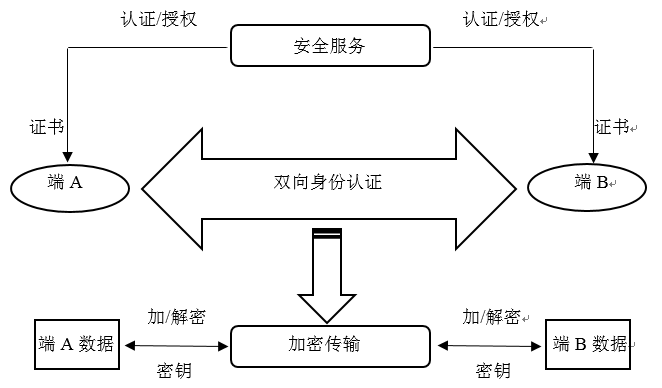 认证/授权
认证/授权
安全服务
证书
证书
端 A
双向身份认证
端 B
加/解密
加/解密
端 A 数据
加密传输
端 B 数据
密钥
密钥